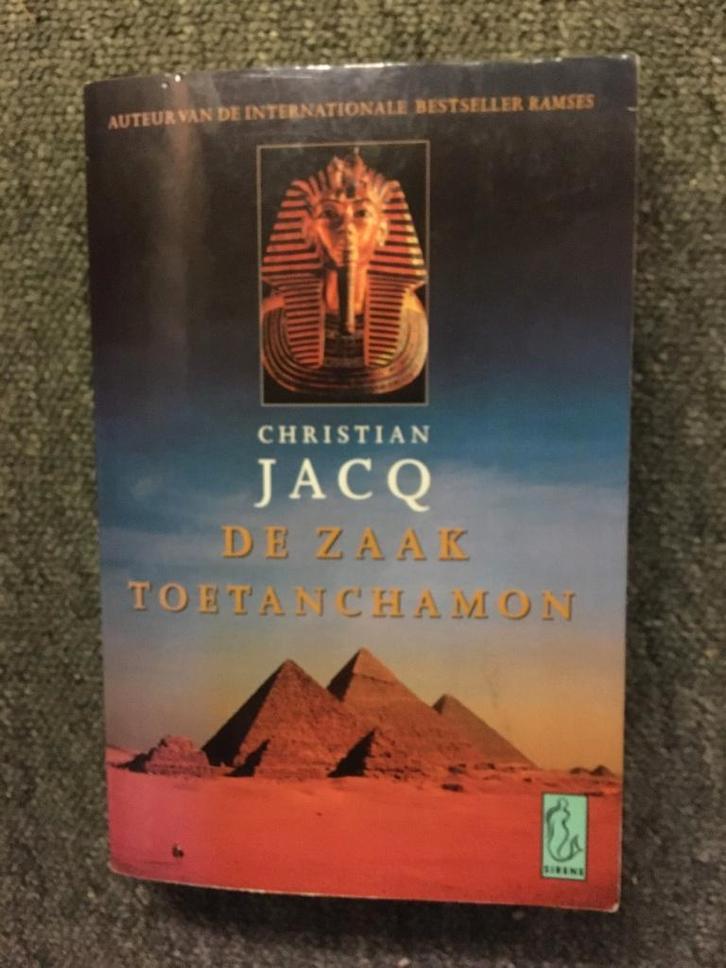 AUTEUR VAN DE INTERNATIONALE BESTSELLER RAMSES
CHRISTIAN
JACQ
DE ZAAK
TOETANCHAMON
SIRENE